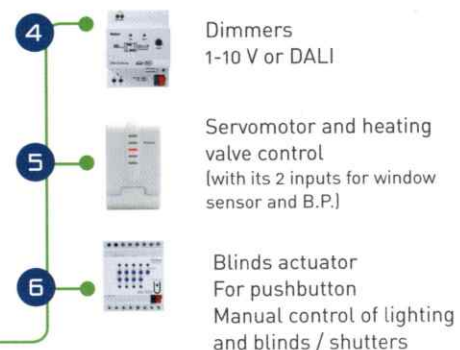 4
Dimmers
1-10 V or DALI
5
Servomotor and heating
valve control
(with its 2 inputs for window
sensor and B.P.)
6
Blinds actuator
For pushbutton
Manual control of lighting
and blinds / shutters